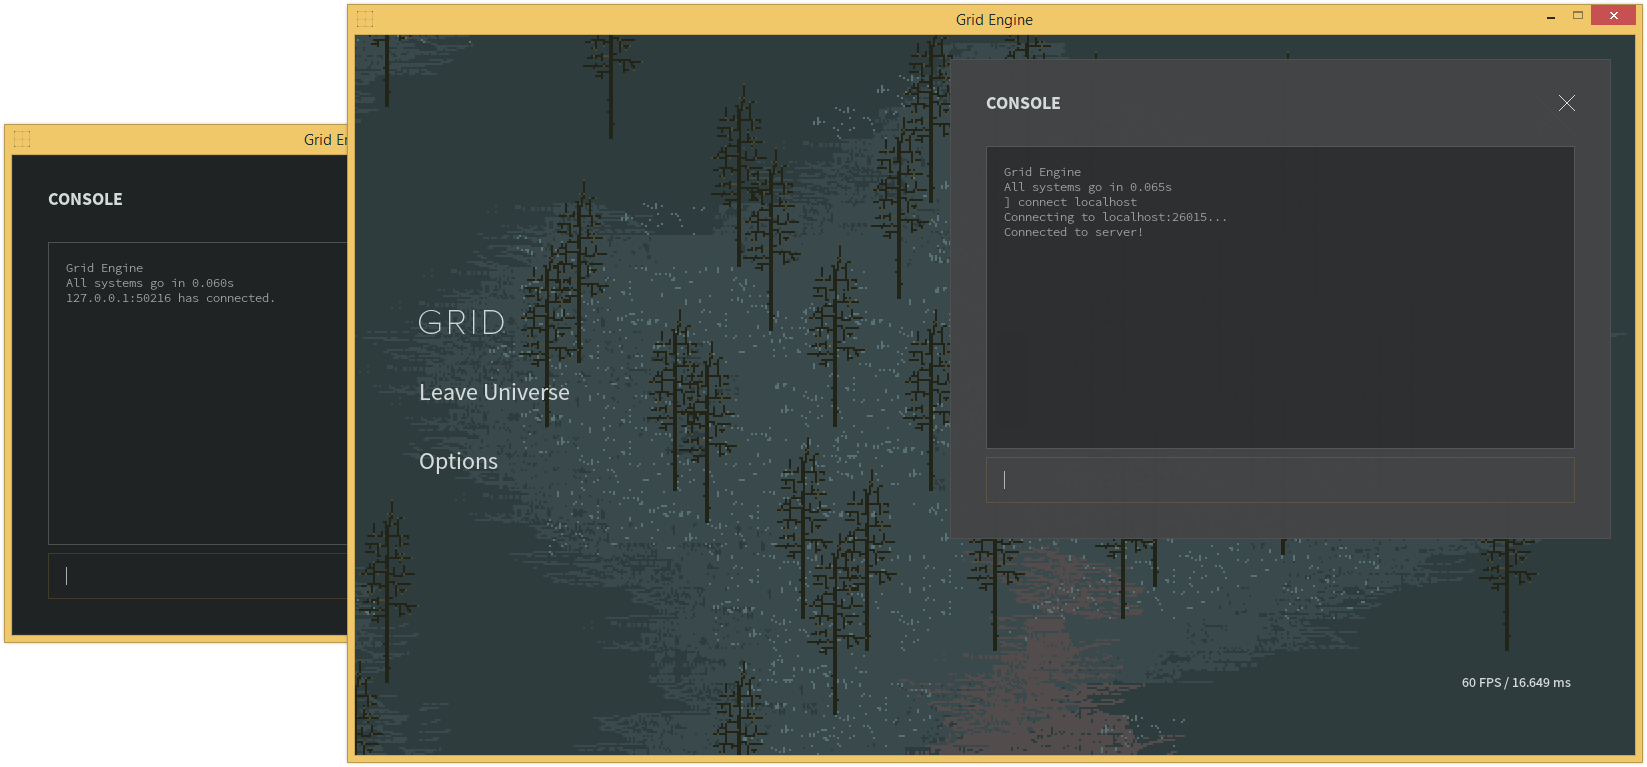 Grid Engine
CONSOLE
Grid Engine
All systems go in 0.065s
] connect localhost
Connecting to localhost:26015...
Connected to server!
GRID
Leave Universe
Options
60 FPS / 16.649 ms
Grid Er
CONSOLE
Grid Engine
All systems go in 0.060s
127.0.0.1:50216 has connected.